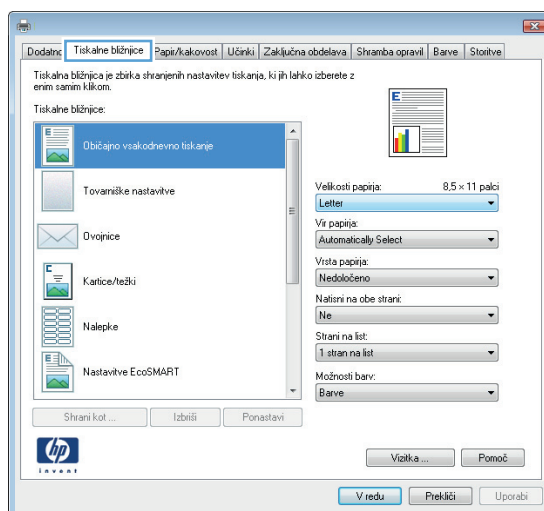 Dodatno
Tiskalne bližnjice
Papir/kakovost
Učinki
Zaključna obdelava
Shramba opravil
Barve
Storitve
Tiskalna bližnjica je zbirka shranjenih nastavitev tiskanja, ki jih lahko izberete z
enim samim klikom.
Tiskalne bližnjice:
E
Običajno vsakodnevno tiskanje
Tovarniške nastavitve
Ovojnice
Kartice/težki
Nalepke
E
Nastavitve EcoSMART
Shrani kot ...
Izbriši
Ponastavi
E
Velikosti papirja:
8,5 × 11 palci
Letter
Vir papirja:
Automatically Select
Vrsta papirja:
Nedoločeno
Natisni na obe strani:
Ne
Strani na list:
1 stran na list
Možnosti barv:
Barve
hp
invent
Vizitka ...
Pomoč
V redu
Prekliči
Uporabi